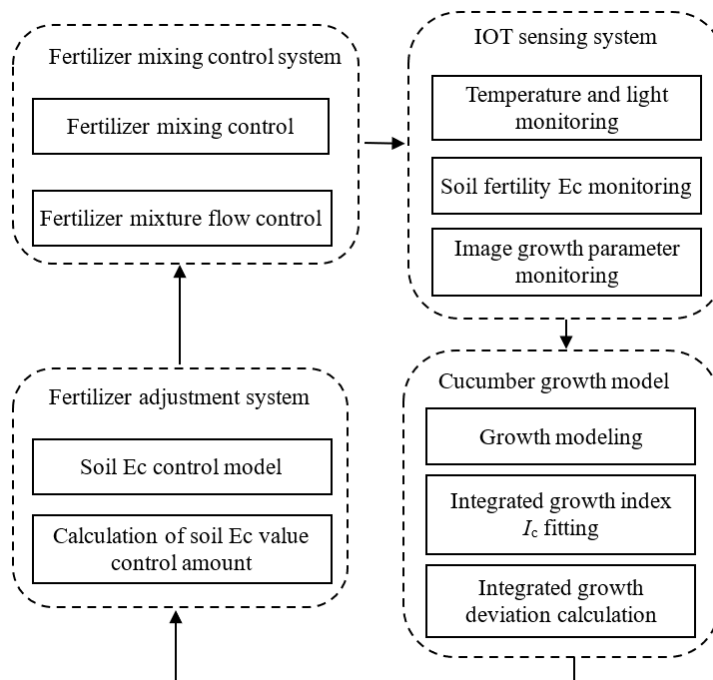 Fertilizer mixing control system
Fertilizer mixing control
Fertilizer mixture flow control
IOT sensing system
Temperature and light
monitoring
Soil fertility Ec monitoring
Image growth parameter
monitoring
Fertilizer adjustment system
Soil Ec control model
Calculation of soil Ec value
control amount
Cucumber growth model
Growth modeling
Integrated growth index
Ic fitting
Integrated growth
deviation calculation